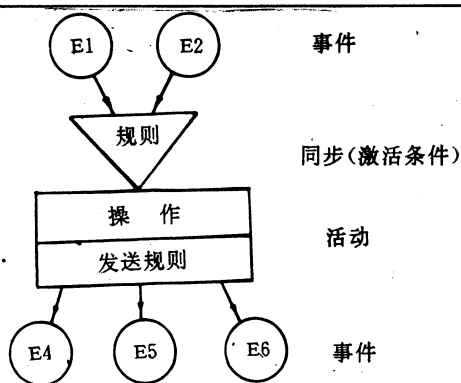 E1 E2 事件
规则
同步(激活条件)
操 作
活动
发送规则
E4 E5 E6 事件